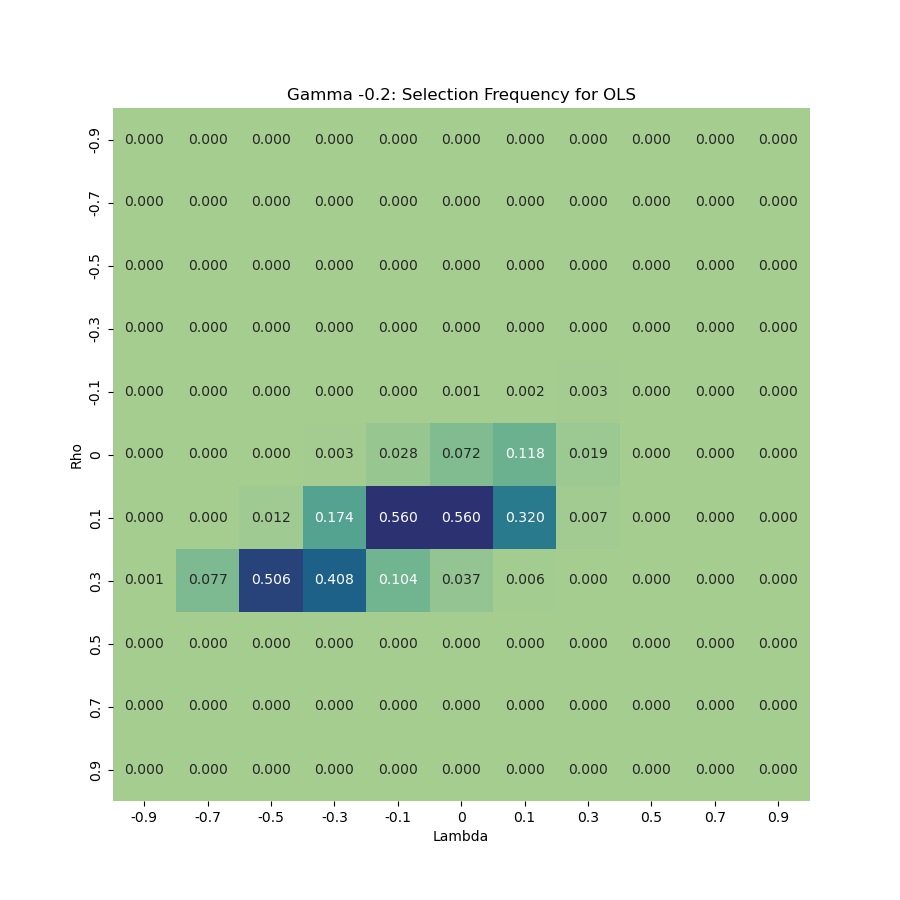 Gamma -0.2: Selection Frequency for OLS
-0.9 0.000 0.000 0.000 0.000 0.000 0.000 0.000 0.000 0.000 0.000 0.000
-0.7 0.000 0.000 0.000 0.000 0.000 0.000 0.000 0.000 0.000 0.000 0.000
-0.5 0.000 0.000 0.000 0.000 0.000 0.000 0.000 0.000 0.000 0.000 0.000
-0.3 0.000 0.000 0.000 0.000 0.000 0.000 0.000 0.000 0.000 0.000 0.000
-0.1 0.000 0.000 0.000 0.000 0.000 0.001 0.002 0.003 0.000 0.000 0.000
Rho
0 0.000 0.000 0.000 0.003 0.028 0.072 0.118 0.019 0.000 0.000 0.000
0.1 0.000 0.000 0.012 0.174 0.560 0.560 0.320 0.007 0.000 0.000 0.000
0.3 0.001 0.077 0.506 0.408 0.104 0.037 0.006 0.000 0.000 0.000 0.000
0.5 0.000 0.000 0.000 0.000 0.000 0.000 0.000 0.000 0.000 0.000 0.000
0.7 0.000 0.000 0.000 0.000 0.000 0.000 0.000 0.000 0.000 0.000 0.000
0.9 0.000 0.000 0.000 0.000 0.000 0.000 0.000 0.000 0.000 0.000 0.000
-0.9 -0.7 -0.5 -0.3 -0.1 0 0.1 0.3 0.5 0.7 0.9
Lambda